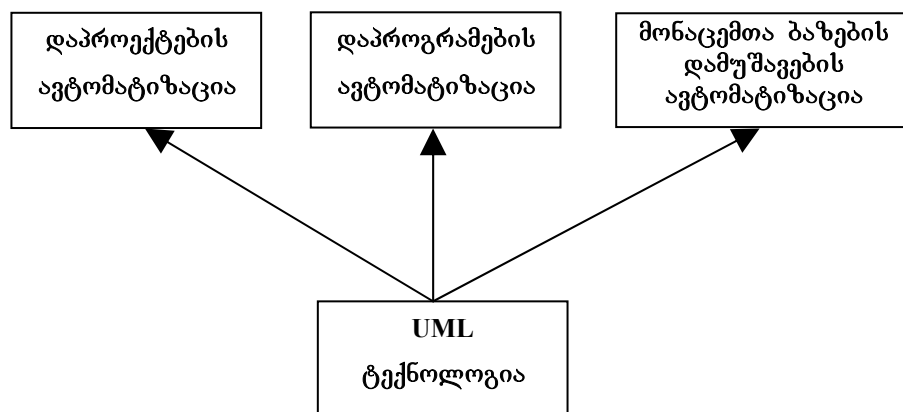 დაპროექტების
ავტომატიზაცია
დაპროგრამების
ავტომატიზაცია
მონაცემთა ბაზების
დამუშავების
ავტომატიზაცია
UML
ტექნოლოგია